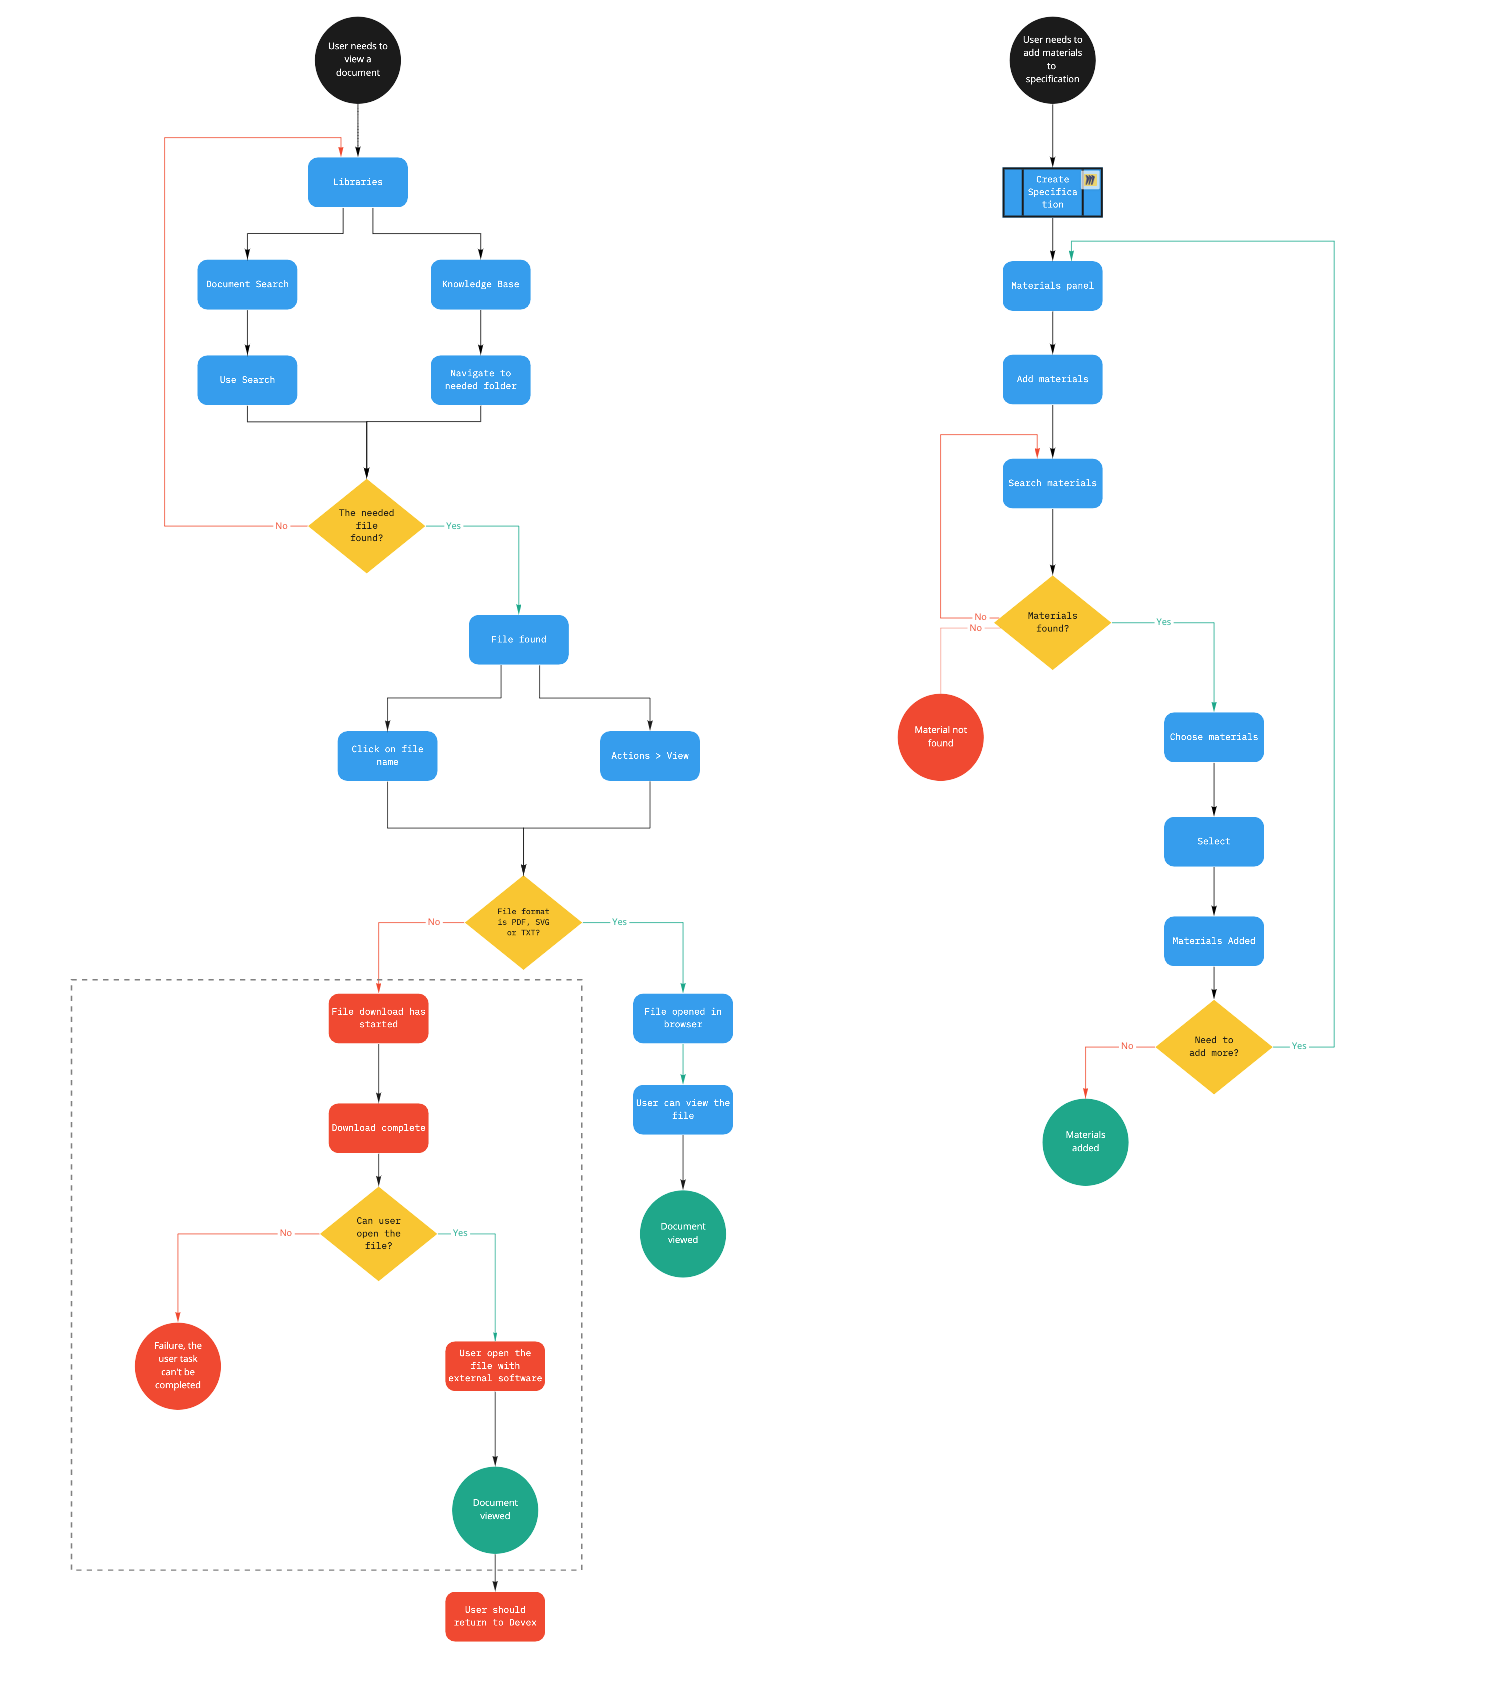 User needs to
view a
document
Libraries
Document Search
Knowledge Base
Use Search
Navigate to
needed folder
The needed
file
found?
No
Yes
File found
Click on file
name
Actions > View
File format
is PDF, SVG
or TXT?
No
Yes
File download has
started
File opened in
browser
Download complete
User can view the
file
Can user
open the
file?
No
Yes
Document
viewed
Failure, the
user task
can't be
completed
User open the
file with
external software
Document
viewed
User should
return to Devex
User needs to
add materials
to
specification
Create
Specifica
tion
Materials panel
Add materials
Search materials
Materials
found?
No
No
Yes
Material not
found
Choose materials
Select
Materials Added
Need to
add more?
No
Yes
Materials
added